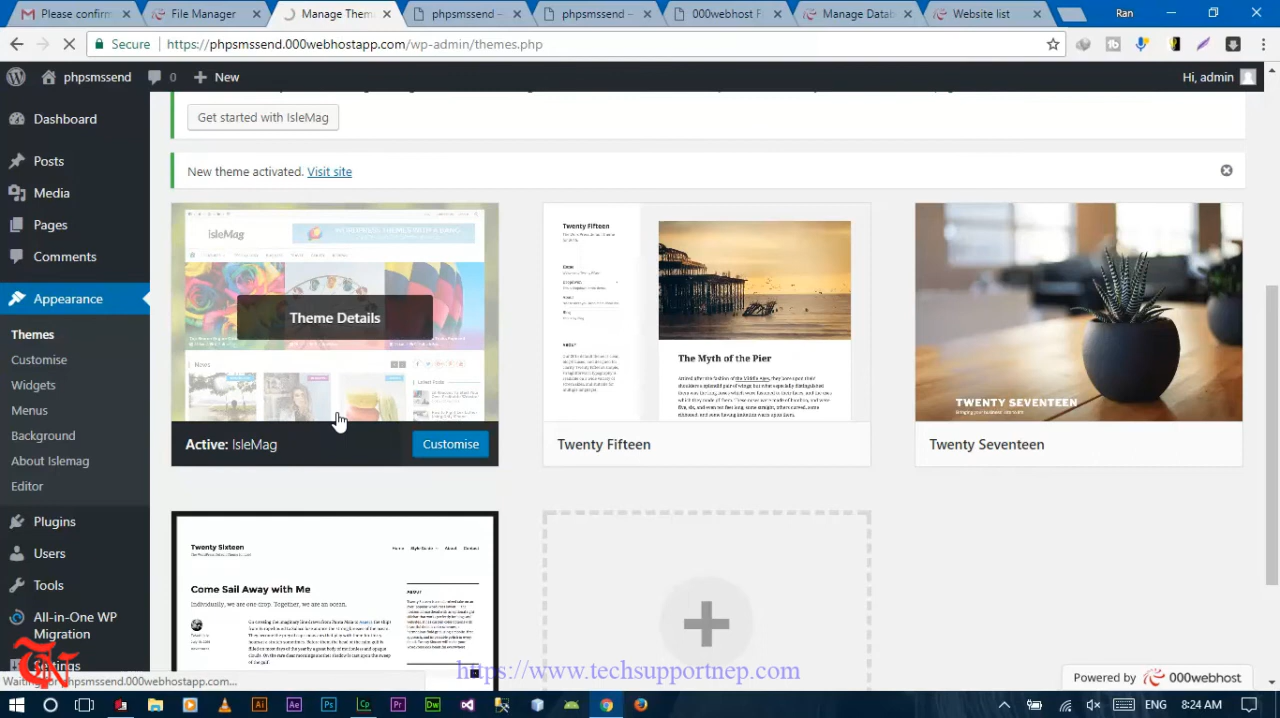 File Manager
Manage Them
phpsmssend –
phpsmssend –
000webhost F
Manage Data
Website list
Ran
Secure
https://phpsmssend.000webhostapp.com/wp-admin/themes.php
phpsmssend
0
New
Hi, admin
Dashboard
Posts
Media
Pages
Comments
Appearance
Themes
Customise
Widgets
Menus
Background
About Islemag
Editor
Plugins
Users
Tools
All-in-One WP
Migration
Settings
Get started with IsleMag
New theme activated. Visit site
isleMag
Theme Details
News
Latest Posts
Active: IsleMag
Customise
Twenty Fifteen
The Myth of the Pier
Twenty Fifteen
TWENTY SEVENTEEN
Twenty Seventeen
Twenty Sixteen
Come Sail Away with Me
Individually, we are one drop. Together, we are an ocean.
ABOUT
https://www.techsupportnep.com
Waiting for phpsmssend.000webhostapp.com...
Powered by 000webhost
8:24 AM